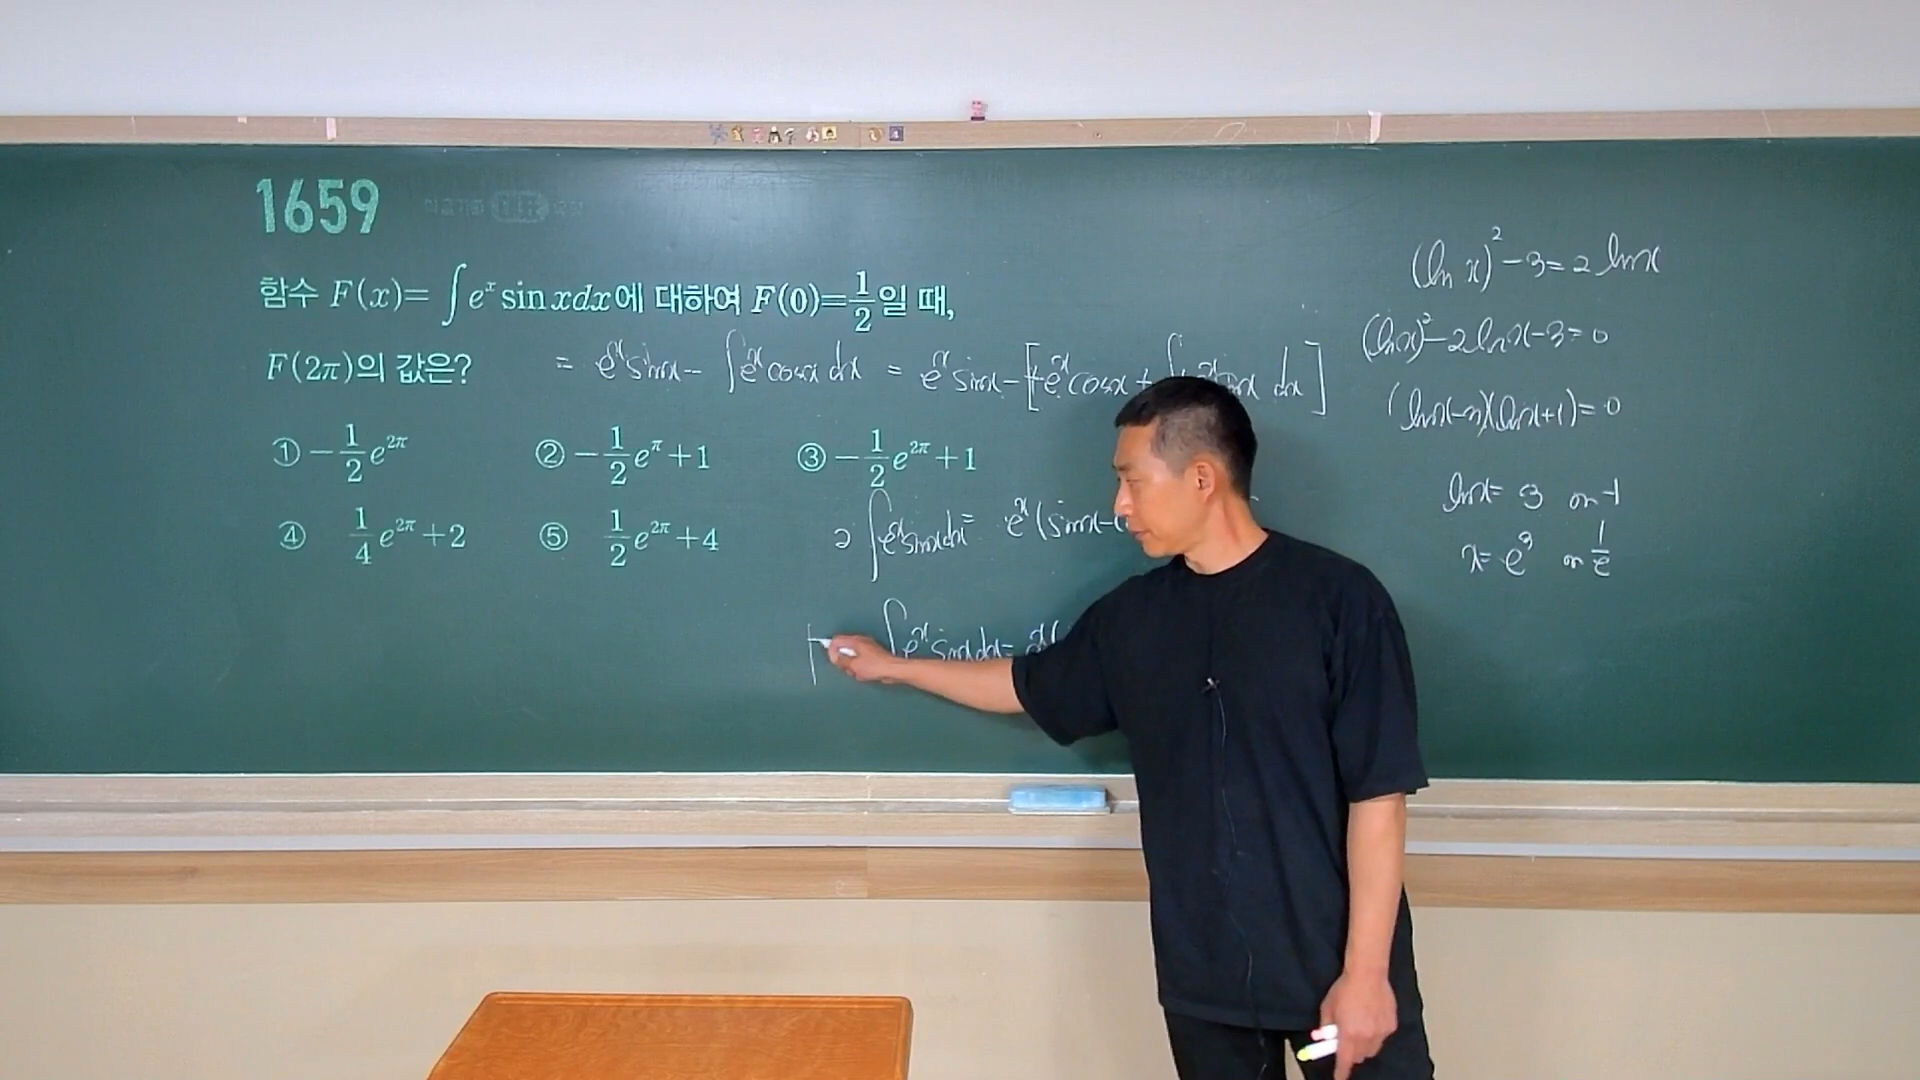 1659
함수 F(x)=∫e^x sin xdx에 대하여 F(0)=1/2일 때,
F(2π)의 값은?
= e^x sinx - ∫e^x cosx dx = e^x sinx - [+e^x cosx + ∫ e^x sinx dx]
① -1/2 e^{2π} ② -1/2 e^π +1 ③ -1/2 e^{2π} +1
④ 1/4 e^{2π} +2 ⑤ 1/2 e^{2π} +4
2∫e^x sinx dx = e^x (sinx-
∫e^x sinx dx =
(ln x)^2 -3=2 lnx
(lnx)^2 -2lnx-3=0
(lnx-3)(lnx+1)=0
lnx= 3 or -1
x= e^3 or 1/e